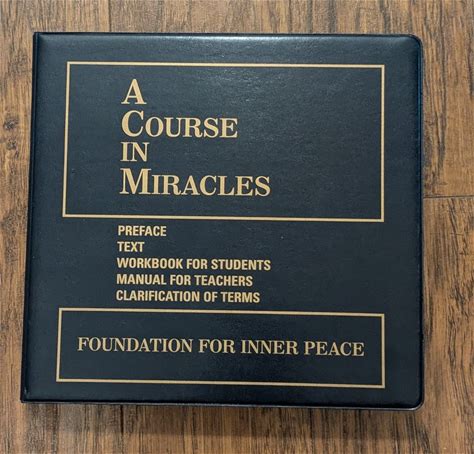 A
COURSE
IN
MIRACLES
PREFACE
TEXT
WORKBOOK FOR STUDENTS
MANUAL FOR TEACHERS
CLARIFICATION OF TERMS
FOUNDATION FOR INNER PEACE